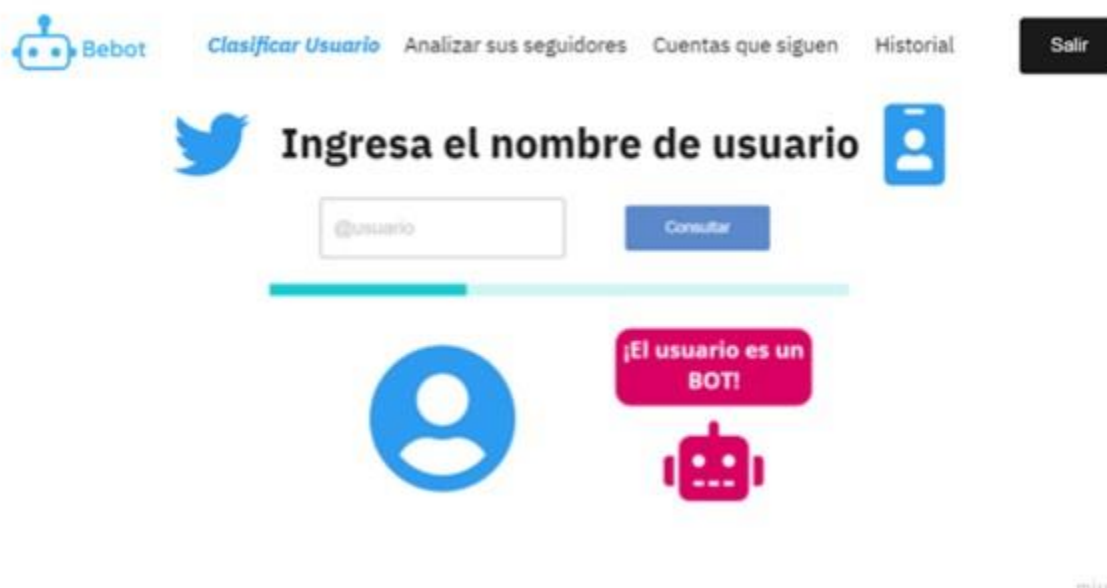 Bebot
Clasificar Usuario Analizar sus seguidores Cuentas que siguen Historial
Salir
Ingresa el nombre de usuario
@usuario
Consultar
¡El usuario es un
BOT!